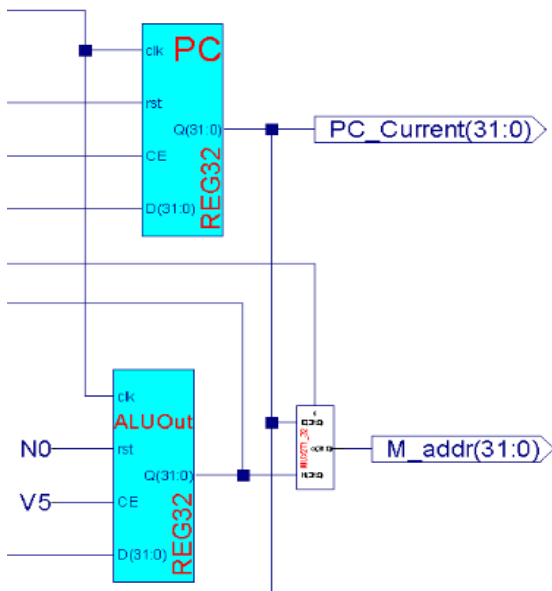 clk
PC
rst
Q(31:0)
CE
REG32
D(31:0)
PC_Current(31:0)
clk
ALUOut
N0
rst
Q(31:0)
V5
CE
REG32
D(31:0)
M_addr(31:0)